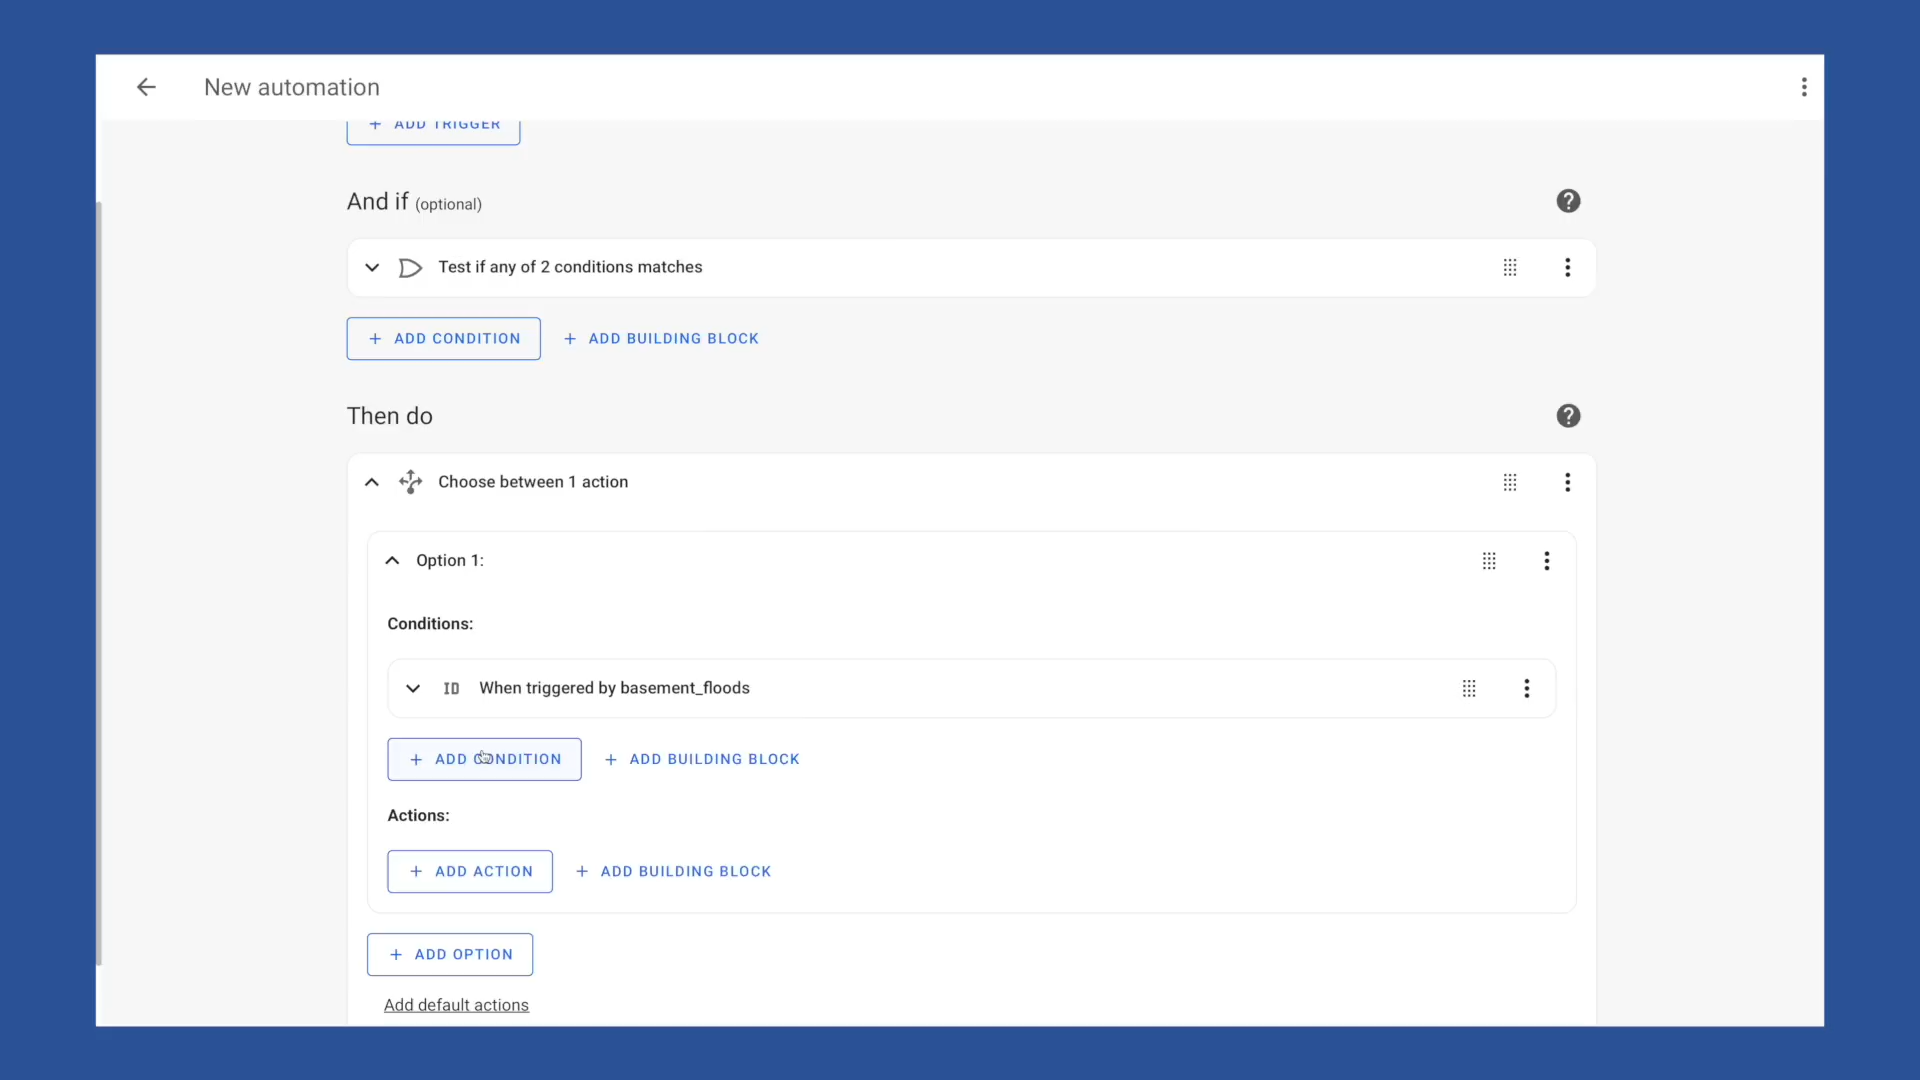 New automation
ADD TRIGGER
And if (optional)
Test if any of 2 conditions matches
ADD CONDITION
ADD BUILDING BLOCK
Then do
Choose between 1 action
Option 1:
Conditions:
ID
When triggered by basement_floods
ADD CONDITION
ADD BUILDING BLOCK
Actions:
ADD ACTION
ADD BUILDING BLOCK
ADD OPTION
Add default actions